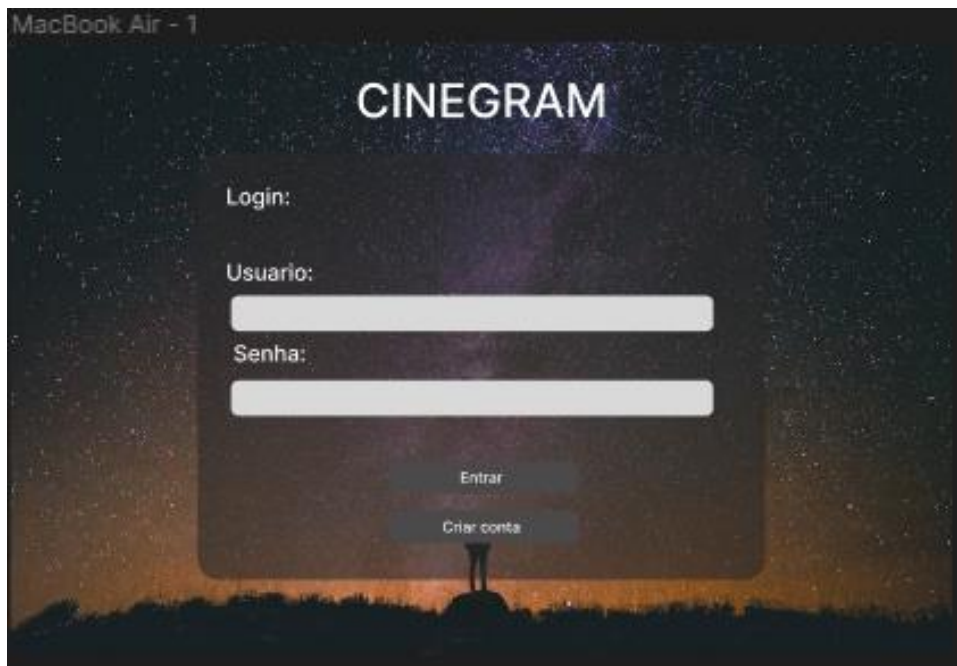 MacBook Air - 1
CINEGRAM
Login:
Usuario:
Senha:
Entrar
Criar conta